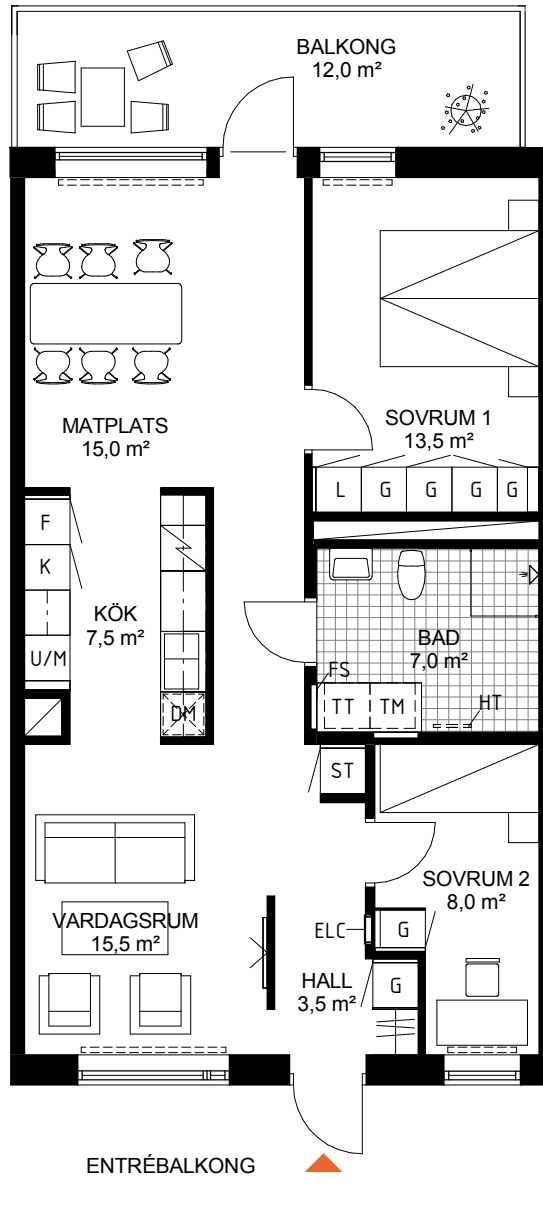 BALKONG
12,0 m²
MATPLATS
15,0 m²
SOVRUM 1
13,5 m²
L G G G G
F
K
U/M
KÖK
7,5 m²
DM
BAD
7,0 m²
FS
TT TM
HT
ST
VARDAGSRUM
15,5 m²
SOVRUM 2
8,0 m²
ELC
G
HALL
3,5 m²
G
ENTRÉBALKONG